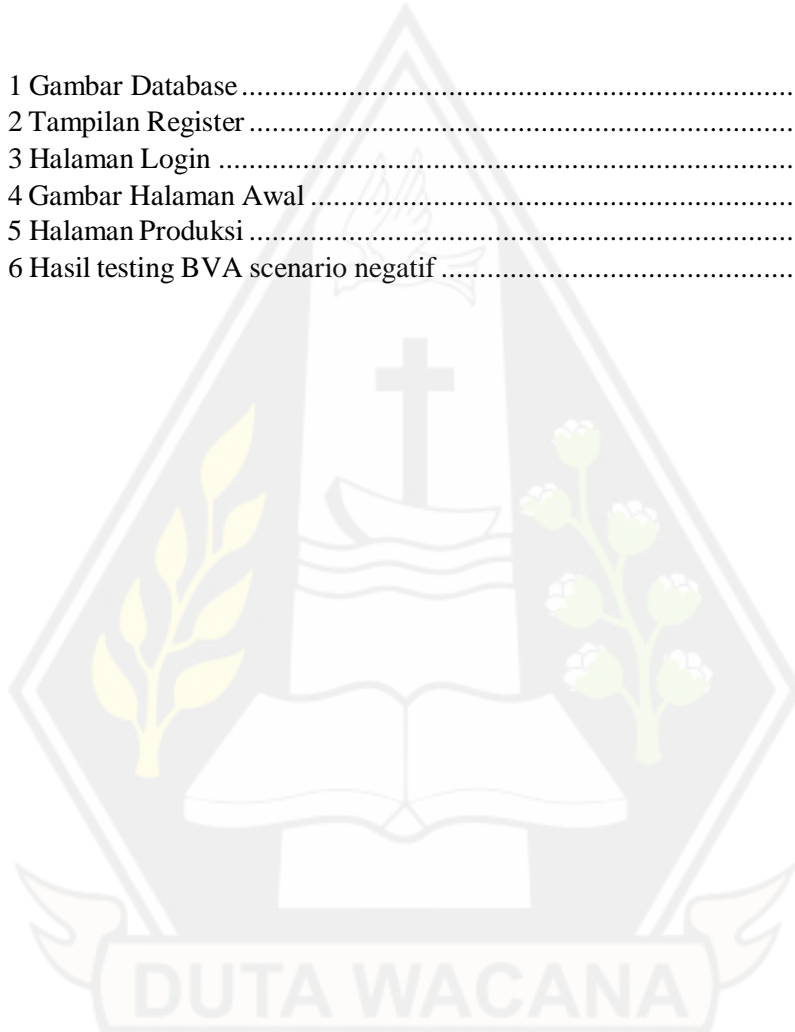 1 Gambar Database ............................................................................
2 Tampilan Register ...........................................................................
3 Halaman Login ...............................................................................
4 Gambar Halaman Awal ...................................................................
5 Halaman Produksi ...........................................................................
6 Hasil testing BVA scenario negatif ..................................................
DUTA WACANA